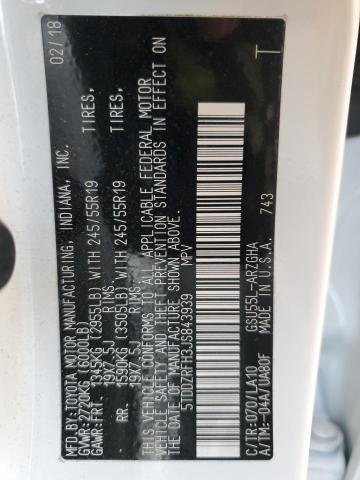 MFD. BY: TOYOTA MOTOR MANUFACTURING, INDIANA, INC. 02/18
GVWR: 2720KG (6000LB)
GAWR: FRT. 1345KG (2955LB) WITH 245/55R19 TIRES,
19X7.5J RIMS
RR. 1590KG (3505LB) WITH 245/55R19 TIRES,
19X7.5J RIMS
THIS VEHICLE CONFORMS TO ALL APPLICABLE FEDERAL MOTOR
VEHICLE SAFETY AND THEFT PREVENTION STANDARDS IN EFFECT
ON THE DATE OF MANUFACTURE SHOWN ABOVE.
5TDDZRFH3JS843939 MPV
C/TR:070/LA10 GSU55L-ARZGHA T
A/TM:-04A/UA80F MADE IN U.S.A. 743